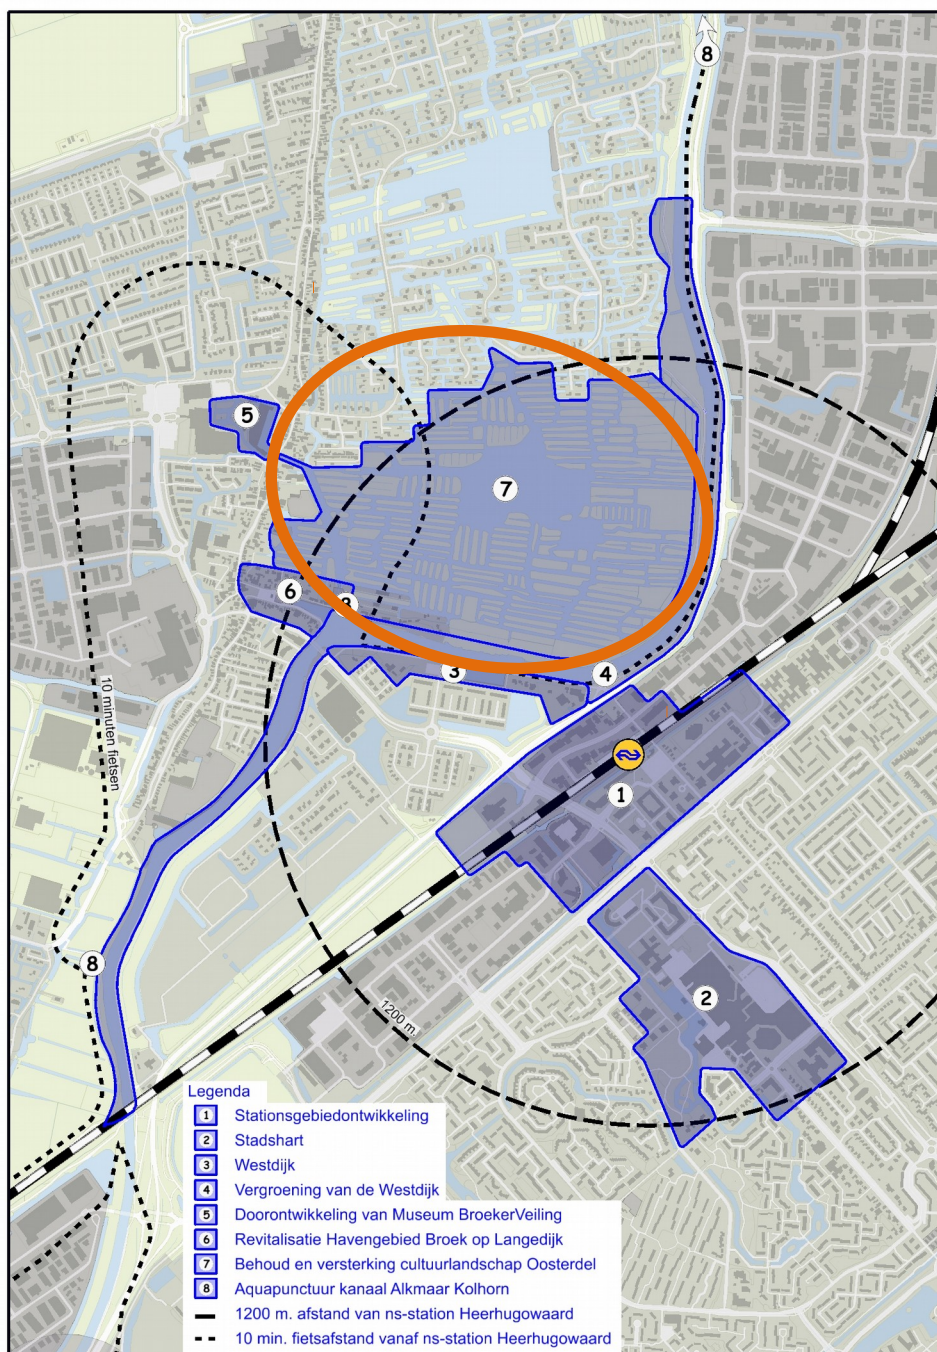 8
5
7
6
8
3
4
10 minuten fietsen
1
8
2
1200 m.
Legenda
1 Stationsgebiedontwikkeling
2 Stadshart
3 Westdijk
4 Vergroening van de Westdijk
5 Doorontwikkeling van Museum BroekerVeiling
6 Revitalisatie Havengebied Broek op Langedijk
7 Behoud en versterking cultuurlandschap Oosterdel
8 Aquapunctuur kanaal Alkmaar Kolhorn
1200 m. afstand van ns-station Heerhugowaard
10 min. fietsafstand vanaf ns-station Heerhugowaard